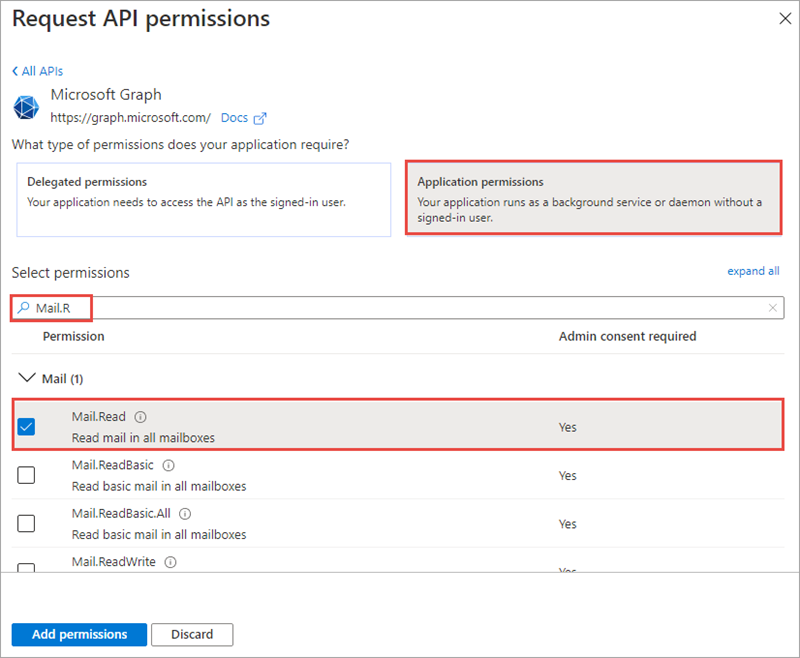 Request API permissions
All APIs
Microsoft Graph
https://graph.microsoft.com/ Docs
What type of permissions does your application require?
Delegated permissions
Your application needs to access the API as the signed-in user.
Application permissions
Your application runs as a background service or daemon without a
signed-in user.
Select permissions
expand all
Mail.R
Permission Admin consent required
Mail (1)
Mail.Read
Read mail in all mailboxes
Yes
Mail.ReadBasic
Read basic mail in all mailboxes
Yes
Mail.ReadBasic.All
Read basic mail in all mailboxes
Yes
Mail.ReadWrite
Yes
Add permissions Discard